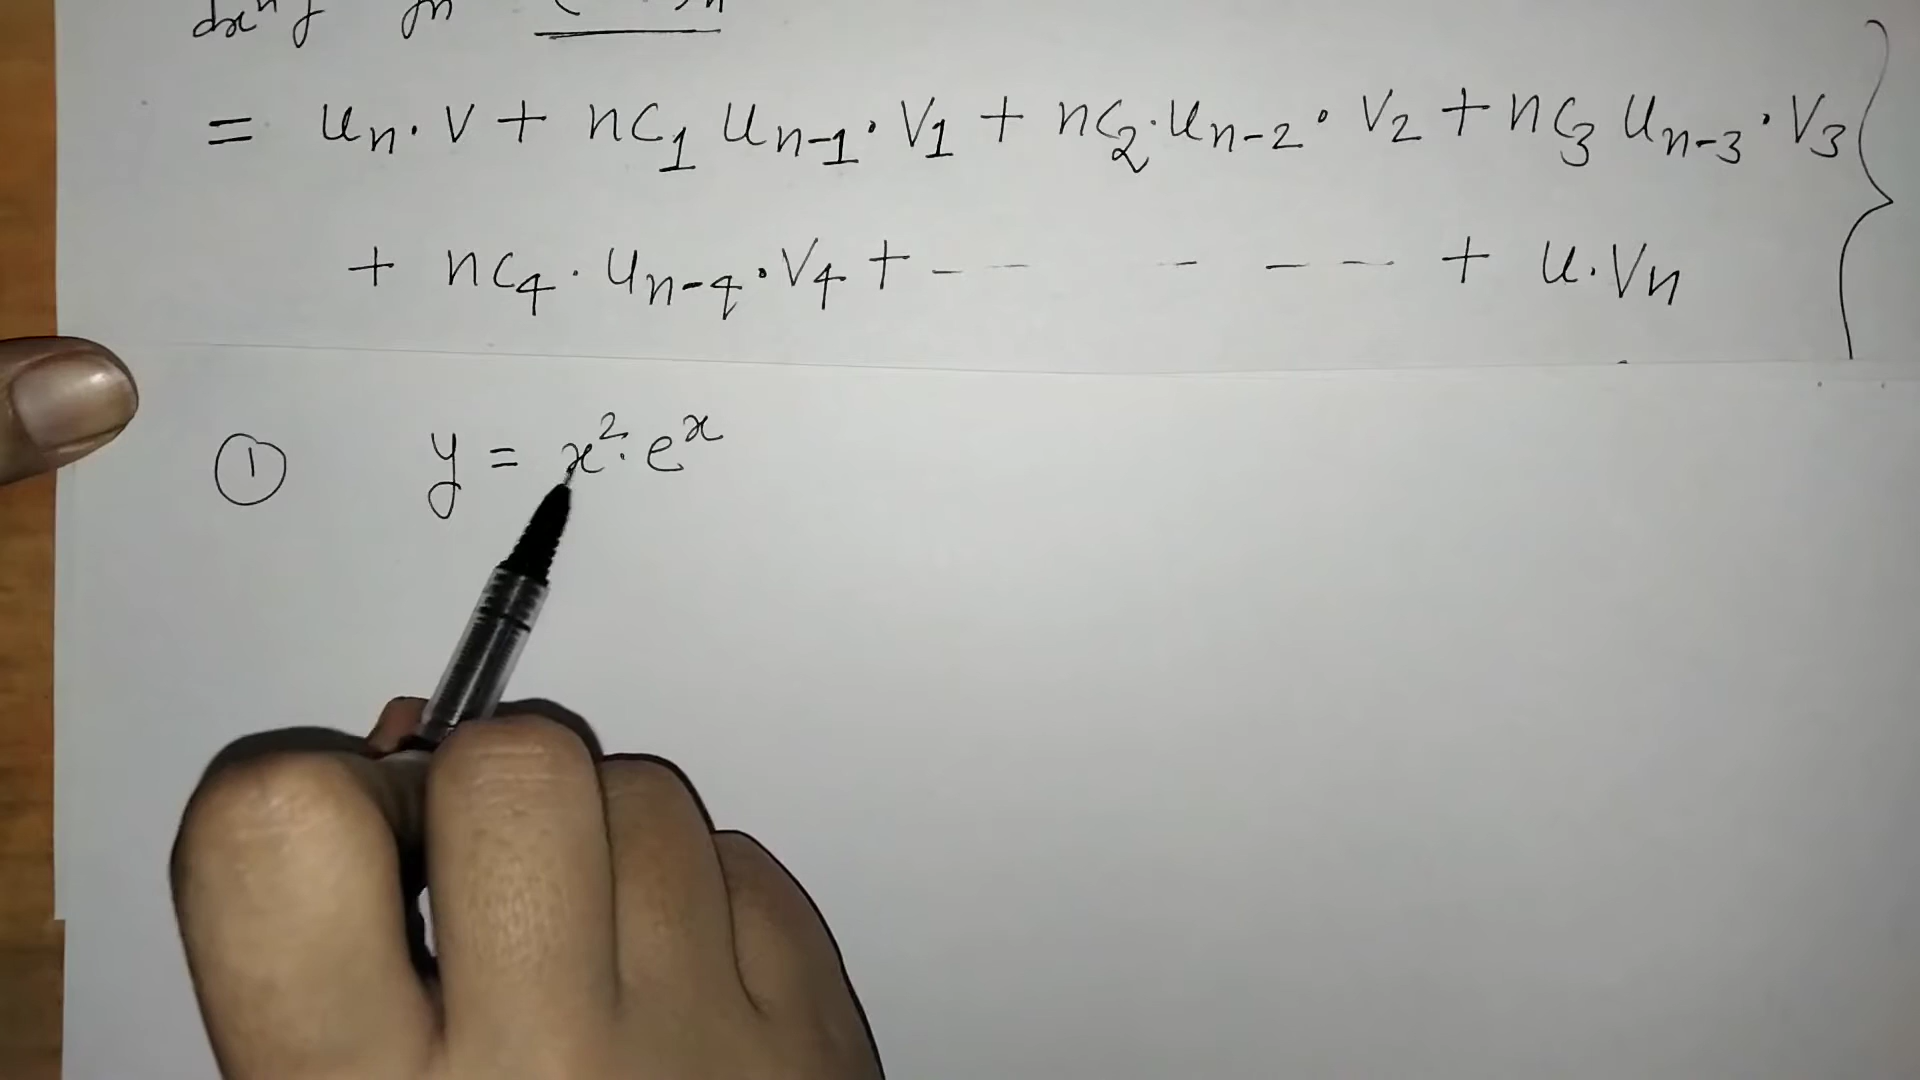 = uₙ·v + nc₁ uₙ₋₁·v₁ + nc₂·uₙ₋₂·v₂ + nc₃ uₙ₋₃·v₃
+ nc₄·uₙ₋₄·v₄ + - - - - - + u·vₙ
① y = x²·eˣ